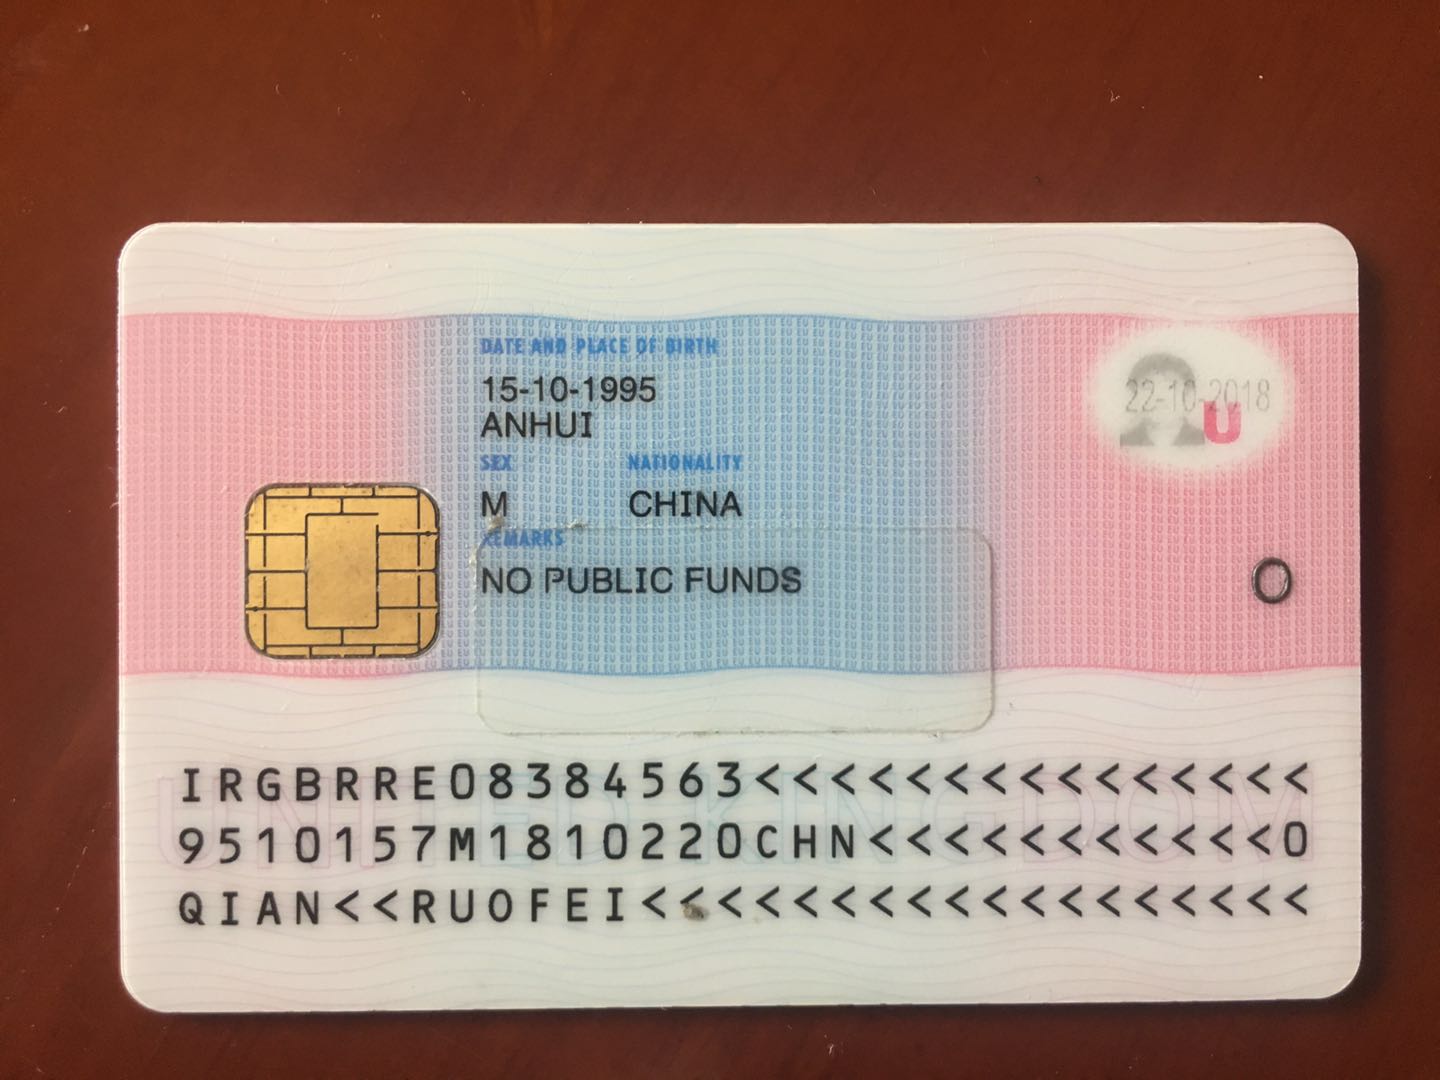 DATE AND PLACE OF BIRTH
15-10-1995
ANHUI
22-10-2018
U
SEX NATIONALITY
M CHINA
REMARKS
NO PUBLIC FUNDS
O
UNITED KINGDOM
IRGBRRE08384563<<<<<<<<<<<<<<<
9510157M1810220CHN<<<<<<<<<<<0
QIAN<<RUOFEI<<<<<<<<<<<<<<<<<<